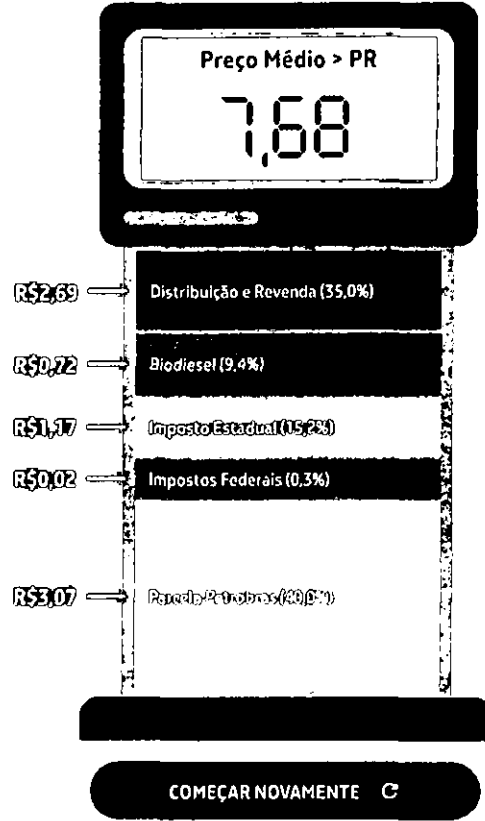 Preço Médio > PR
7,68
R$2,69 Distribuição e Revenda (35,0%)
R$0,72 Biodiesel (9,4%)
R$1,17 Imposto Estadual (15,2%)
R$0,02 Impostos Federais (0,3%)
R$3,07 Parcela Petrobras (40,0%)
COMEÇAR NOVAMENTE